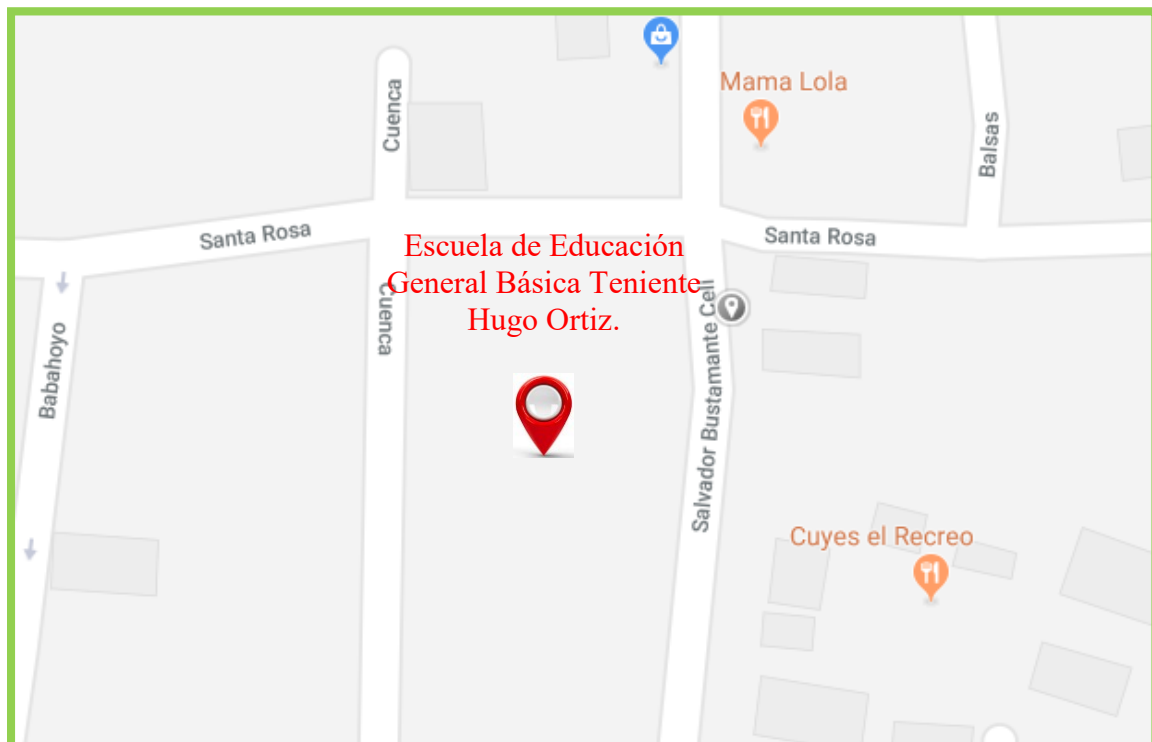 Mama Lola
Cuenca
Balsas
Santa Rosa
Santa Rosa
Escuela de Educación
General Básica Teniente
Hugo Ortiz.
Cuenca
Salvador Bustamante Celi
Babahoyo
Cuyes el Recreo